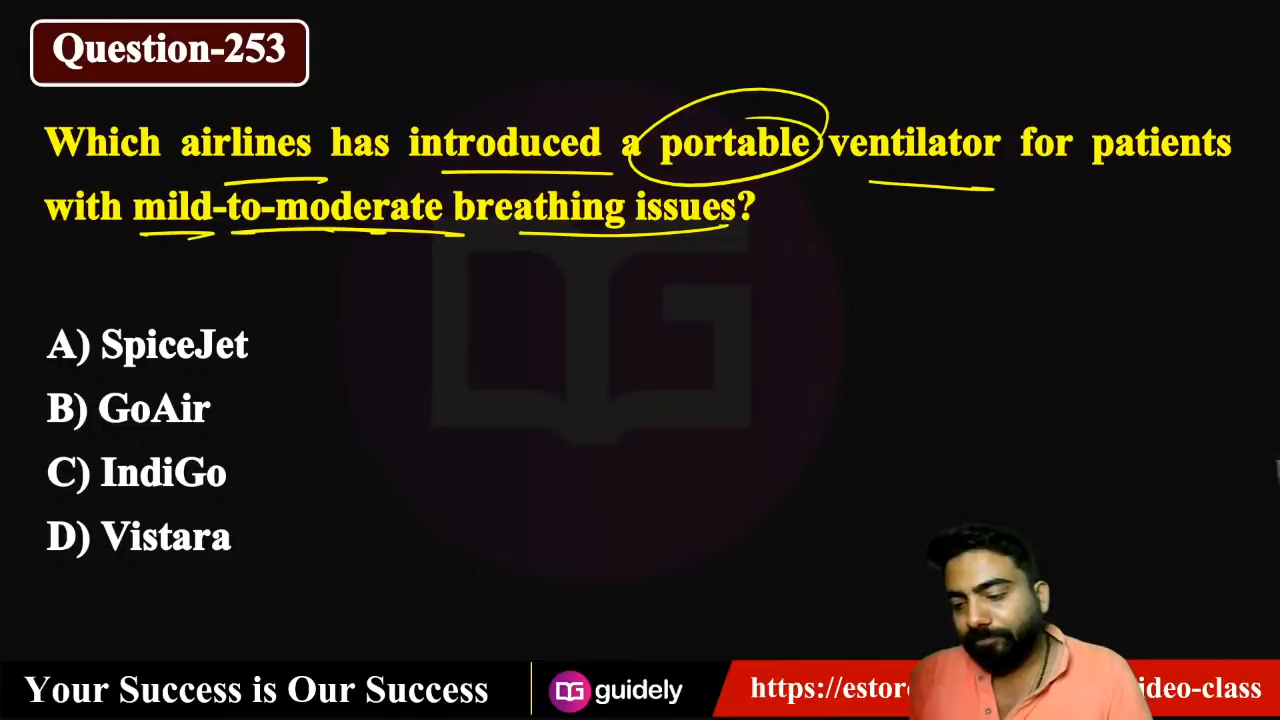 Question-253
Which airlines has introduced a portable ventilator for patients
with mild-to-moderate breathing issues?
A) SpiceJet
B) GoAir
C) IndiGo
D) Vistara
Your Success is Our Success
guidely
https://estor
ideo-class